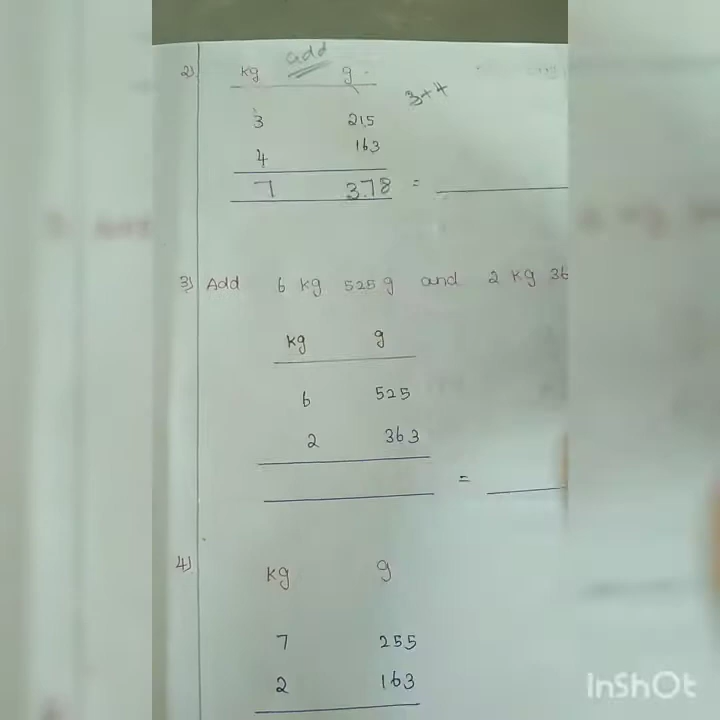 add
2) kg g
3 215
3+4
4 163
7 378 =
3) Add 6 kg 525 g and 2 kg 36
kg g
6 525
2 363
=
4) kg g
7 255
2 163
InShOt